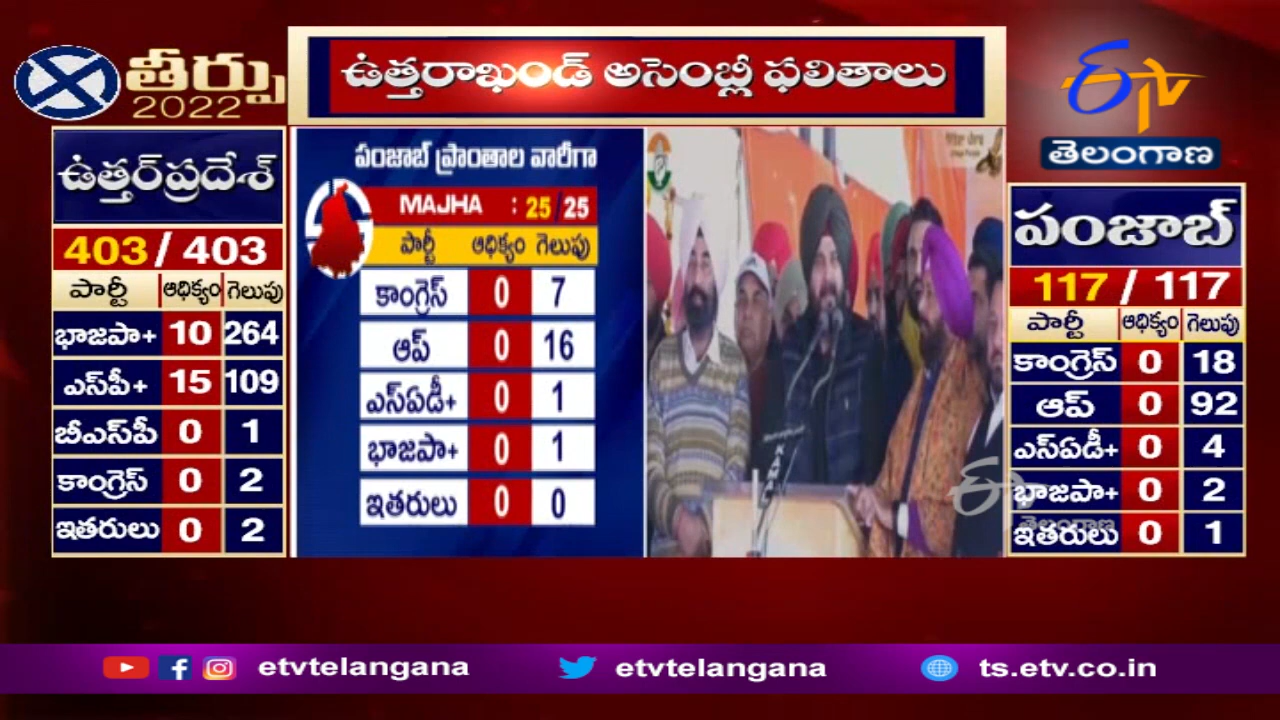 తీర్పు
2022
ఉత్తరాఖండ్ అసెంబ్లీ ఫలితాలు
ETV
తెలంగాణ
ఉత్తర్‌ప్రదేశ్
403 / 403
పార్టీ ఆధిక్యం గెలుపు
భాజపా+ 10 264
ఎస్‌పీ+ 15 109
బీఎస్‌పీ 0 1
కాంగ్రెస్ 0 2
ఇతరులు 0 2
పంజాబ్ ప్రాంతాల వారీగా
MAJHA : 25 / 25
పార్టీ ఆధిక్యం గెలుపు
కాంగ్రెస్ 0 7
ఆప్ 0 16
ఎస్ఏడీ+ 0 1
భాజపా+ 0 1
ఇతరులు 0 0
పంజాబ్
117 / 117
పార్టీ ఆధిక్యం గెలుపు
కాంగ్రెస్ 0 18
ఆప్ 0 92
ఎస్ఏడీ+ 0 4
భాజపా+ 0 2
ఇతరులు 0 1
తెలంగాణ
etvtelangana
etvtelangana
ts.etv.co.in